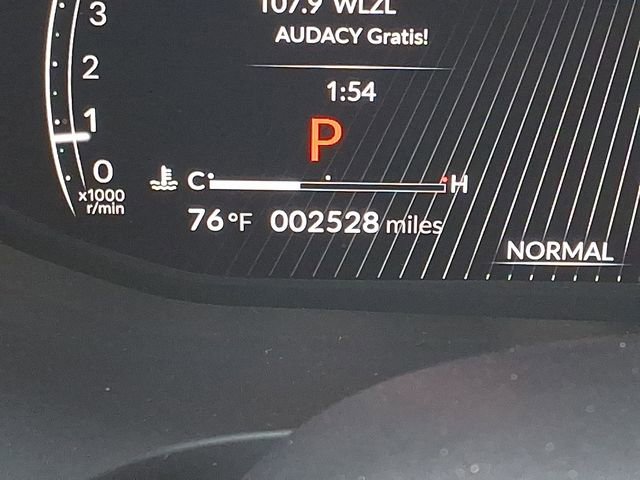 107.9 WLZL
AUDACY Gratis!
3
2
1:54
1
P
0
x1000
r/min
C H
76 °F 002528 miles
NORMAL